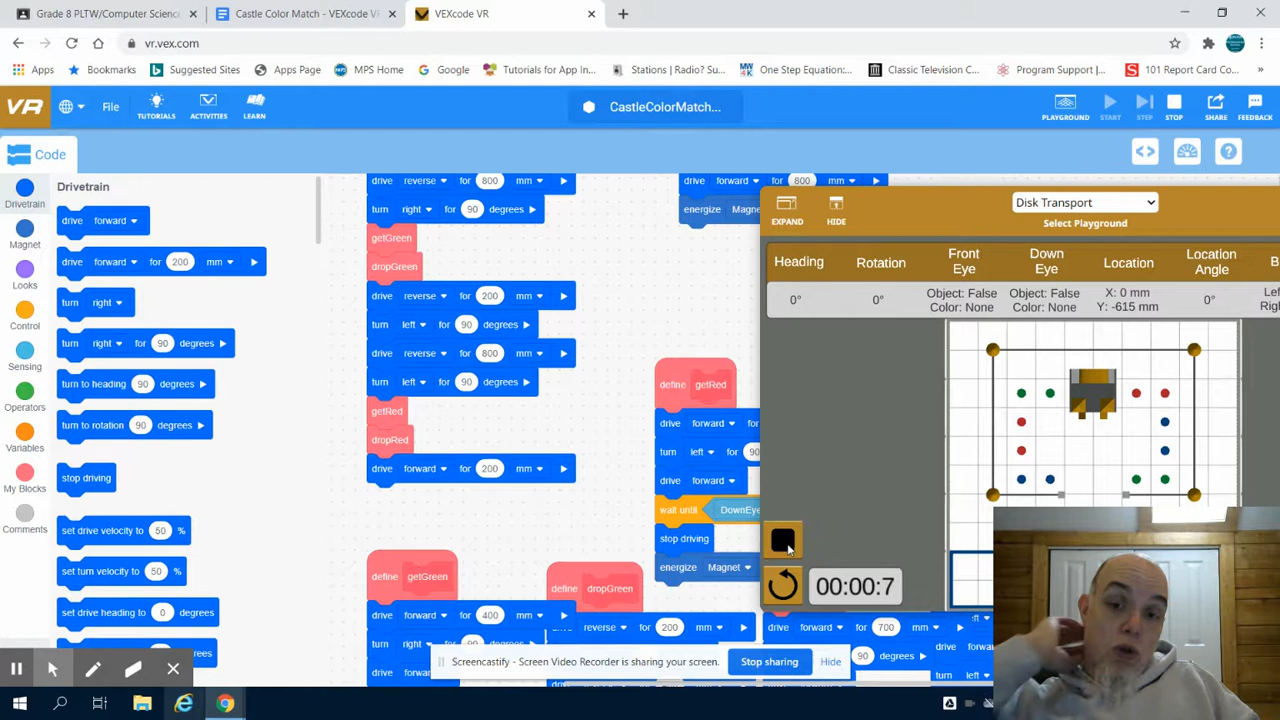 Grade 8 PLTW/Computer Science
Castle Color Match - VEXcode VR
VEXcode VR
vr.vex.com
Apps
Bookmarks
Suggested Sites
Apps Page
MPS Home
Google
Tutorials for App In...
Stations | Radio? Su...
One Step Equation:...
Classic Television C...
Program Support |...
101 Report Card Co...
VR
File
TUTORIALS
ACTIVITIES
LEARN
CastleColorMatch...
PLAYGROUND
START
STEP
STOP
SHARE
FEEDBACK
Code
Drivetrain
Magnet
Looks
Control
Sensing
Operators
Variables
My Blocks
Comments
Drivetrain
drive forward
drive forward for 200 mm
turn right
turn right for 90 degrees
turn to heading 90 degrees
turn to rotation 90 degrees
stop driving
set drive velocity to 50 %
set turn velocity to 50 %
set drive heading to 0 degrees
degrees
drive reverse for 800 mm
turn right for 90 degrees
getGreen
dropGreen
drive reverse for 200 mm
turn left for 90 degrees
drive reverse for 800 mm
turn left for 90 degrees
getRed
dropRed
drive forward for 200 mm
define getGreen
drive forward for 400 mm
turn right for 90 degrees
drive forward
define dropGreen
reverse for 200 mm
drive forward for 800 mm
energize
define getRed
drive forward for
turn left for 90
drive forward
wait until DownEye
stop driving
energize Magnet
drive forward for 700 mm
90 degrees
drive forward
turn left
EXPAND
HIDE
Disk Transport
Select Playground
Heading
Rotation
Front Eye
Down Eye
Location
Location Angle
0°
0°
Object: False
Color: None
Object: False
Color: None
X: 0 mm
Y: -615 mm
0°
00:00:7
Screencastify - Screen Video Recorder is sharing your screen.
Stop sharing
Hide